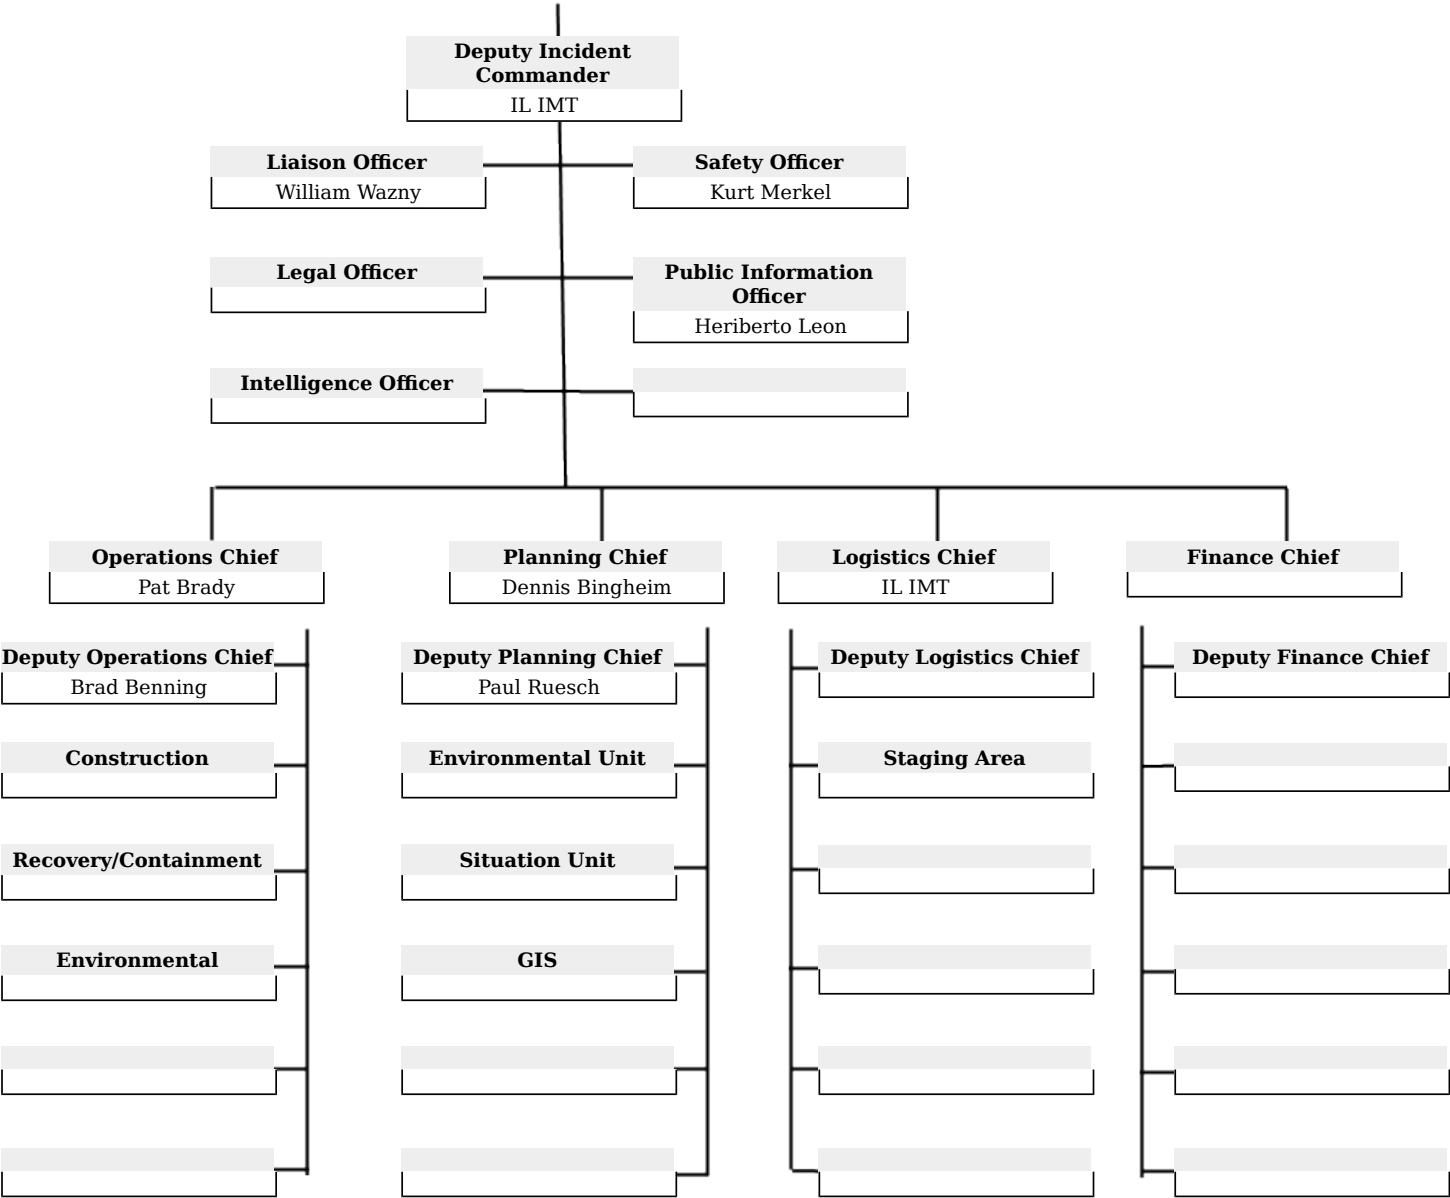 Deputy Incident
Commander
IL IMT
Liaison Officer
William Wazny
Safety Officer
Kurt Merkel
Legal Officer
Public Information
Officer
Heriberto Leon
Intelligence Officer
Operations Chief
Pat Brady
Planning Chief
Dennis Bingheim
Logistics Chief
IL IMT
Finance Chief
Deputy Operations Chief
Brad Benning
Deputy Planning Chief
Paul Ruesch
Deputy Logistics Chief
Deputy Finance Chief
Construction
Environmental Unit
Staging Area
Recovery/Containment
Situation Unit
Environmental
GIS